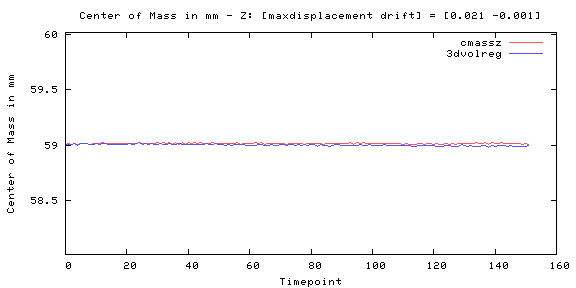 Center of Mass in mm - Z: [maxdisplacement drift] = [0.021 -0.001]
60
cmassz
3dvolreg
59.5
59
58.5
Center of Mass in mm
0 20 40 60 80 100 120 140 160
Timepoint